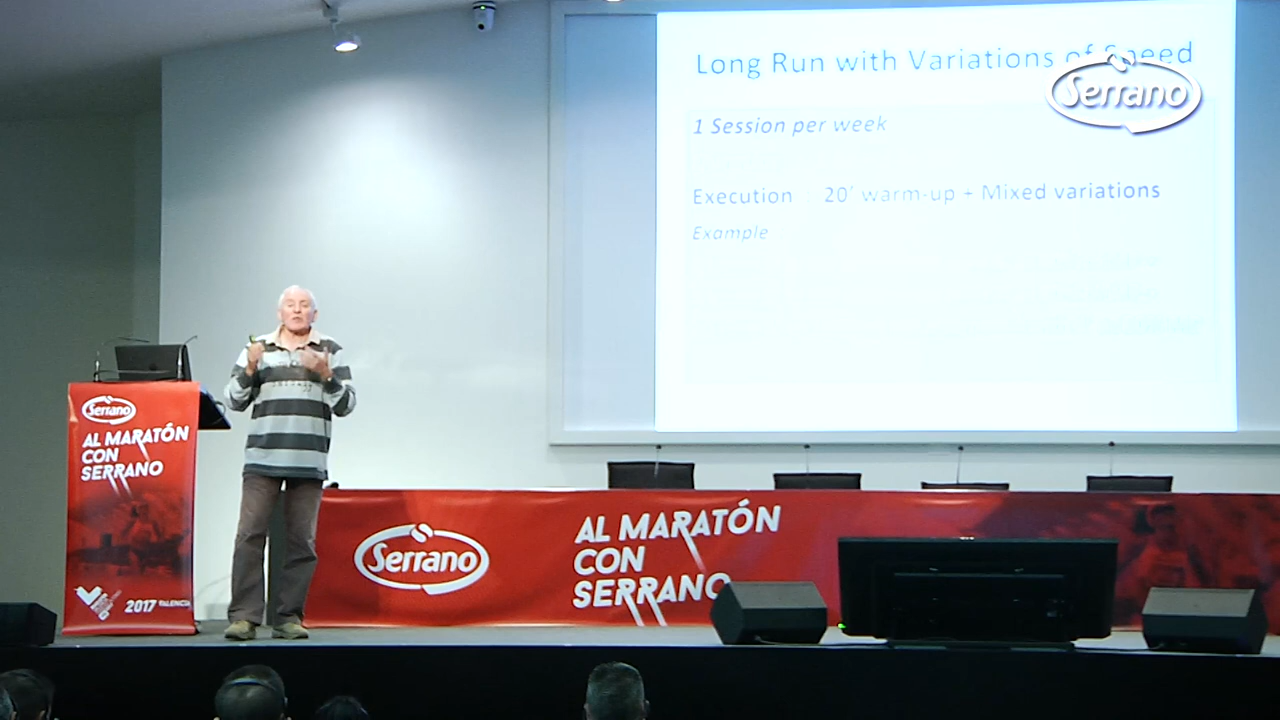 Long Run with Variations of Speed
Serrano
1 Session per week
Execution 20' warm-up + Mixed variations
Example
Serrano
AL MARATÓN
CON
SERRANO
2017 VALENCIA
Serrano
AL MARATÓN
CON
SERRANO